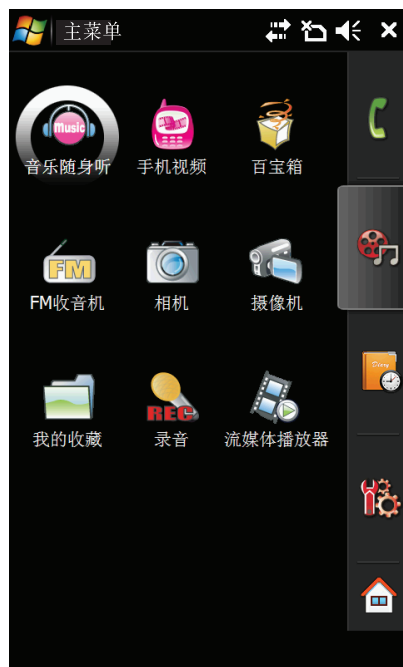 主菜单
Music
音乐随身听
手机视频
百宝箱
FM
FM收音机
相机
摄像机
Diary
REC
我的收藏
录音
流媒体播放器